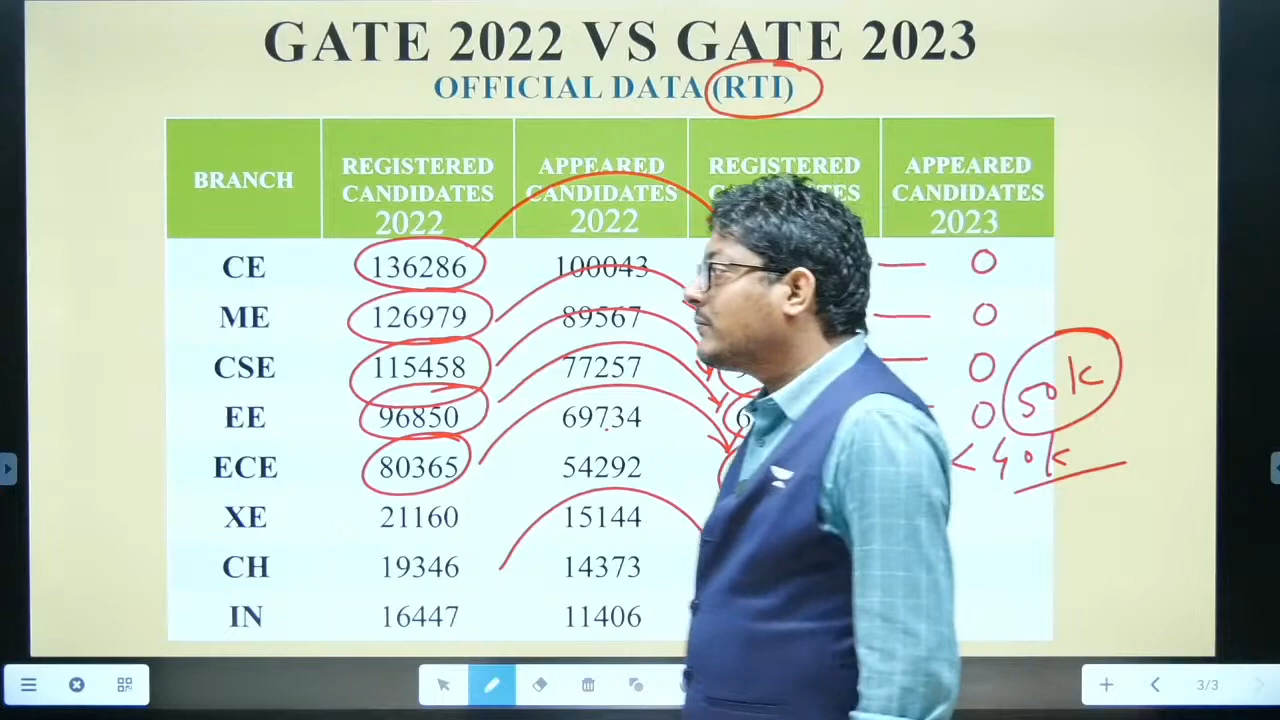 GATE 2022 VS GATE 2023
OFFICIAL DATA (RTI)
BRANCH REGISTERED CANDIDATES 2022 APPEARED CANDIDATES 2022 REGISTERED APPEARED CANDIDATES 2023
CE 136286 100043 0
ME 126979 89567 0
CSE 115458 77257 0
EE 96850 69734 0 50k
ECE 80365 54292 < 40k
XE 21160 15144
CH 19346 14373
IN 16447 11406
3/3